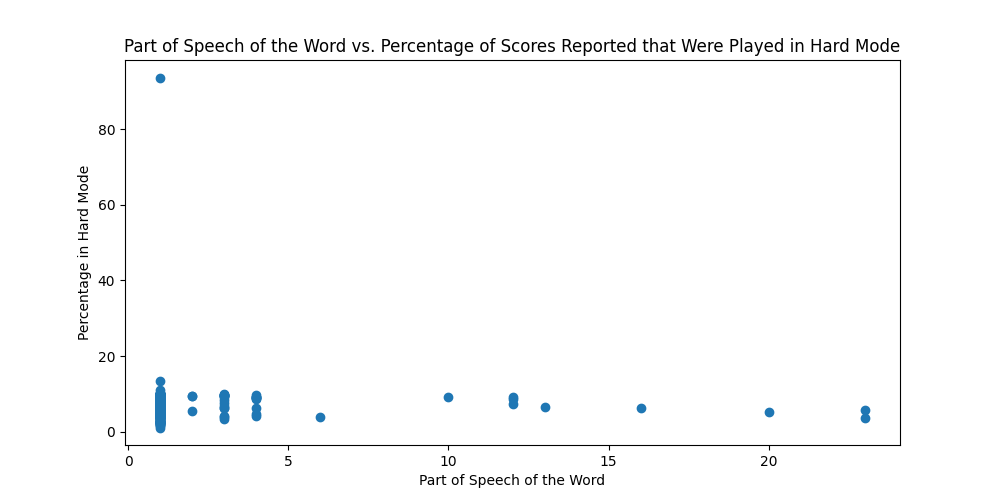 Part of Speech of the Word vs. Percentage of Scores Reported that Were Played in Hard Mode
Percentage in Hard Mode
80
60
40
20
0
0 5 10 15 20
Part of Speech of the Word